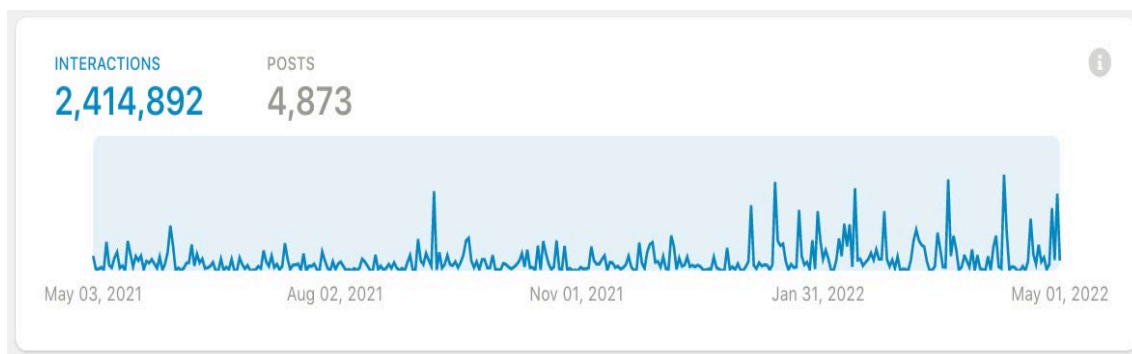 INTERACTIONS POSTS
2,414,892 4,873
May 03, 2021 Aug 02, 2021 Nov 01, 2021 Jan 31, 2022 May 01, 2022